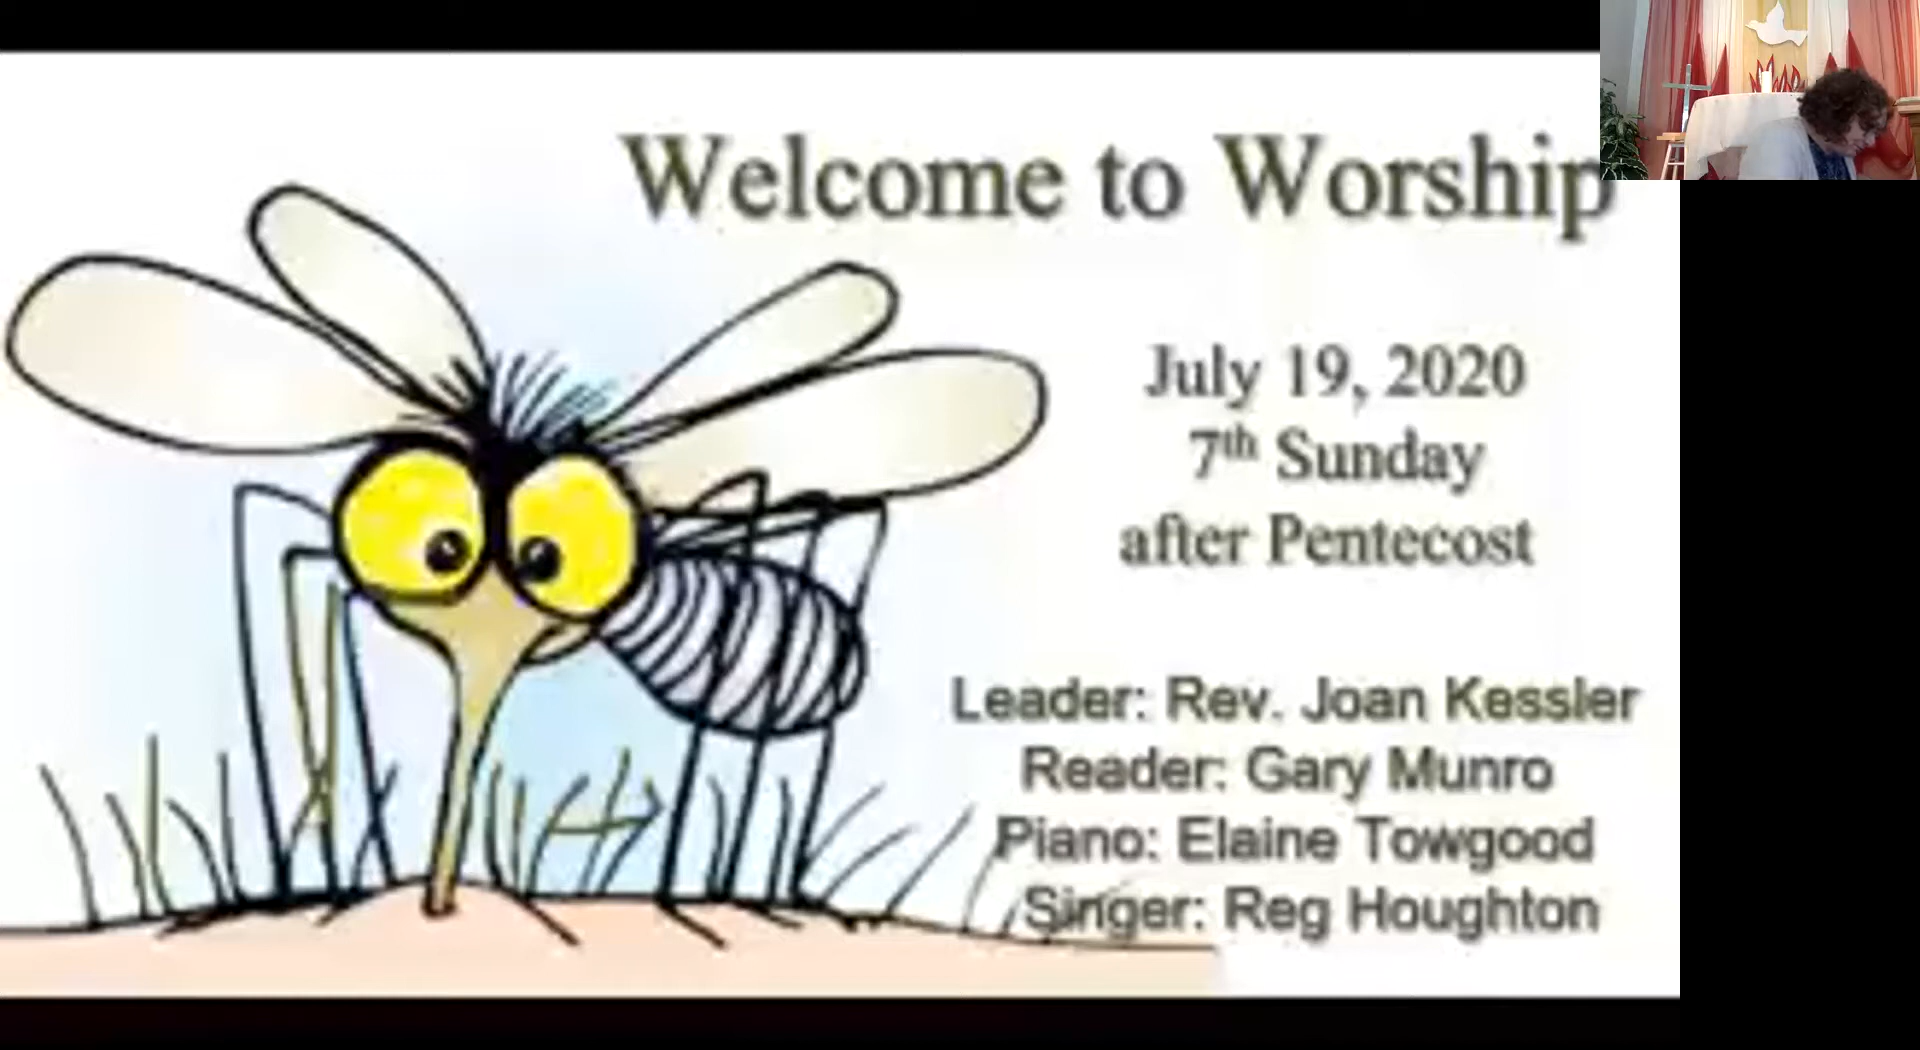 Welcome to Worship
July 19, 2020
7th Sunday
after Pentecost
Leader: Rev. Joan Kessler
Reader: Gary Munro
Piano: Elaine Towgood
Singer: Reg Houghton